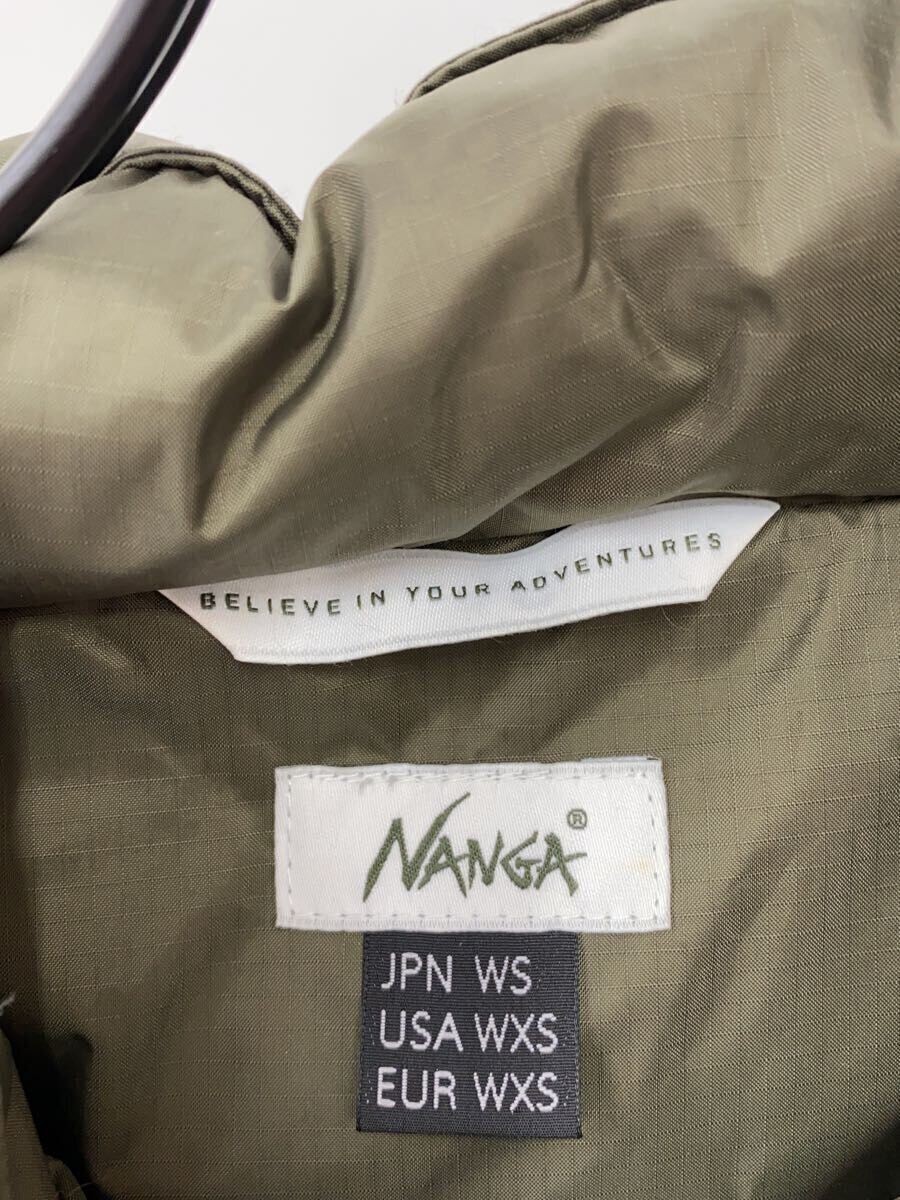 BELIEVE IN YOUR ADVENTURES
NANGA®
JPN WS
USA WXS
EUR WXS